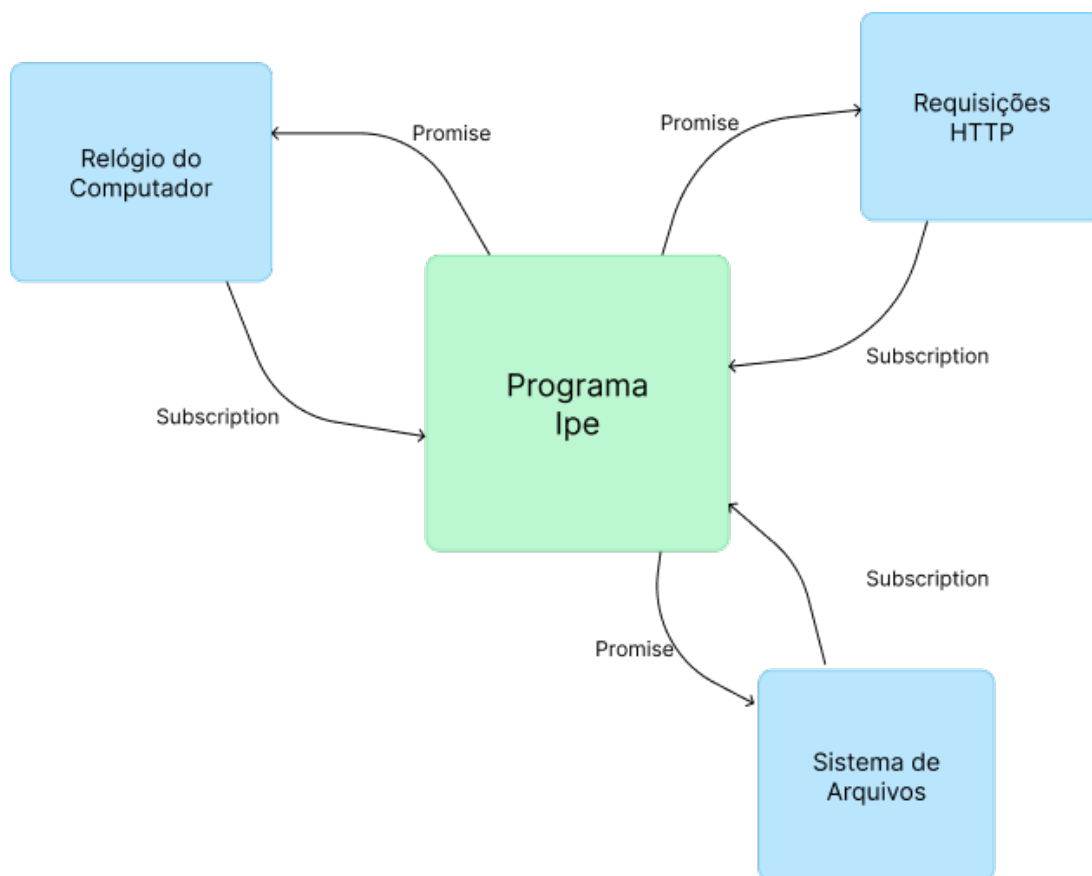 Requisições
HTTP
Promise
Promise
Relógio do
Computador
Subscription
Programa
Ipe
Subscription
Subscription
Promise
Sistema de
Arquivos